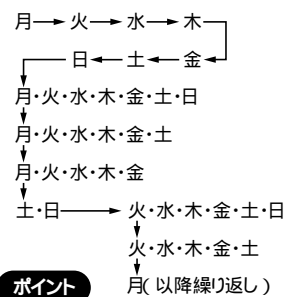 月→火→水→木
日←土←金
月・火・水・木・金・土・日
月・火・水・木・金・土
月・火・水・木・金
土・日→火・水・木・金・土・日
火・水・木・金・土
ポイント 月(以降繰り返し)